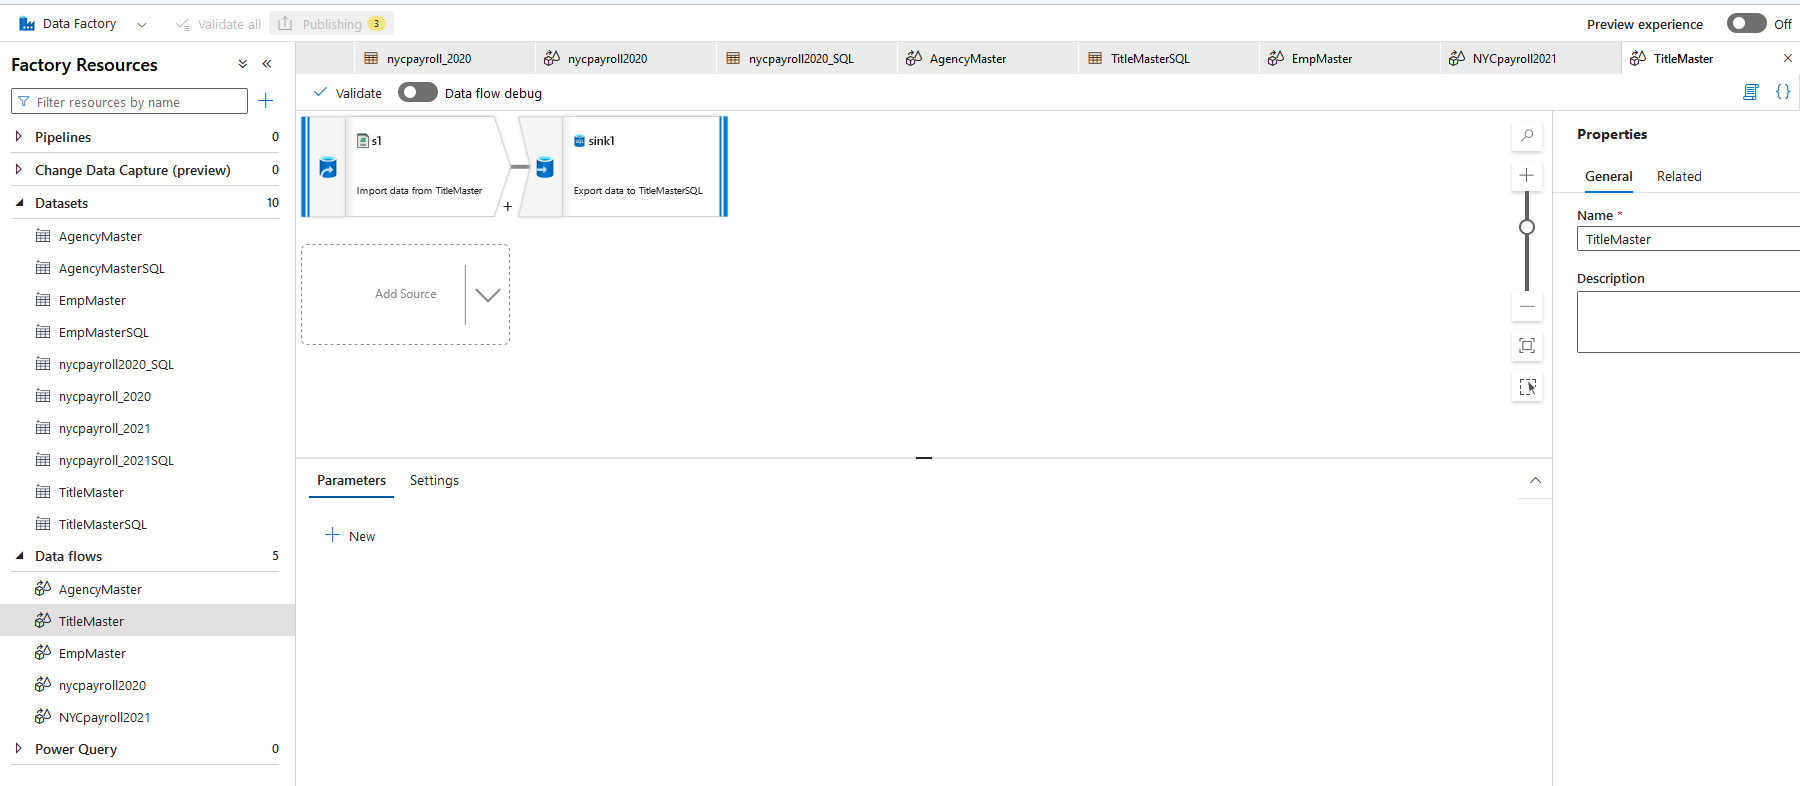 Data Factory
Validate all
Publishing 3
Preview experience
Off
Factory Resources
Filter resources by name
Pipelines 0
Change Data Capture (preview) 0
Datasets 10
AgencyMaster
AgencyMasterSQL
EmpMaster
EmpMasterSQL
nycpayroll2020_SQL
nycpayroll_2020
nycpayroll_2021
nycpayroll_2021SQL
TitleMaster
TitleMasterSQL
Data flows 5
AgencyMaster
TitleMaster
EmpMaster
nycpayroll2020
NYCpayroll2021
Power Query 0
nycpayroll_2020
nycpayroll2020
nycpayroll2020_SQL
AgencyMaster
TitleMasterSQL
EmpMaster
NYCpayroll2021
TitleMaster
Validate
Data flow debug
s1
Import data from TitleMaster
+
sink1
Export data to TitleMasterSQL
Add Source
Parameters
Settings
New
Properties
General
Related
Name *
TitleMaster
Description